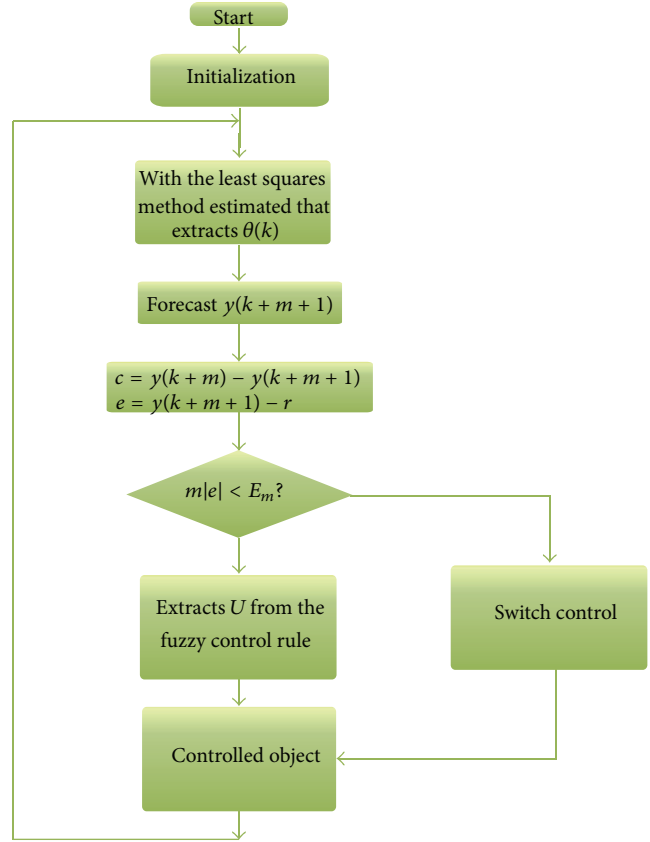 Start
Initialization
With the least squares
method estimated that
extracts θ(k)
Forecast y(k + m + 1)
c = y(k + m) − y(k + m + 1)
e = y(k + m + 1) − r
m|e| < Eₘ?
Extracts U from the
fuzzy control rule
Switch control
Controlled object